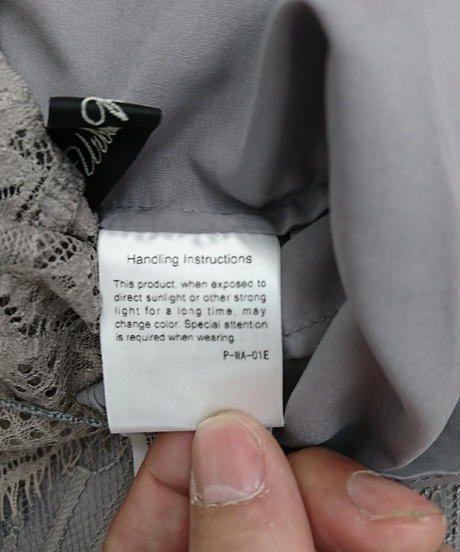 Handling Instructions
This product, when exposed to
direct sunlight or other strong
light for a long time, may
change color. Special attention
is required when wearing.
P-WA-01E